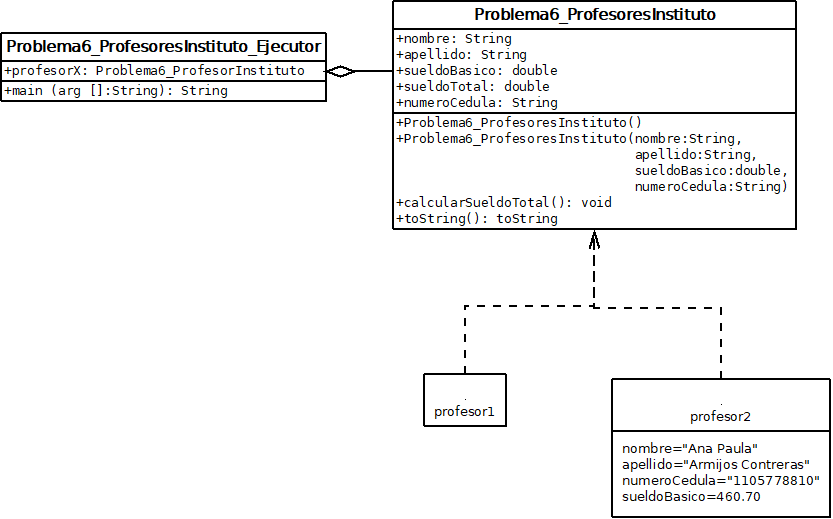 Problema6_ProfesoresInstituto_Ejecutor
+profesorX: Problema6_ProfesorInstituto
+main (arg []:String): String
Problema6_ProfesoresInstituto
+nombre: String
+apellido: String
+sueldoBasico: double
+sueldoTotal: double
+numeroCedula: String
+Problema6_ProfesoresInstituto()
+Problema6_ProfesoresInstituto(nombre:String,
apellido:String,
sueldoBasico:double,
numeroCedula:String)
+calcularSueldoTotal(): void
+toString(): toString
.
profesor1
.
profesor2
nombre="Ana Paula"
apellido="Armijos Contreras"
numeroCedula="1105778810"
sueldoBasico=460.70